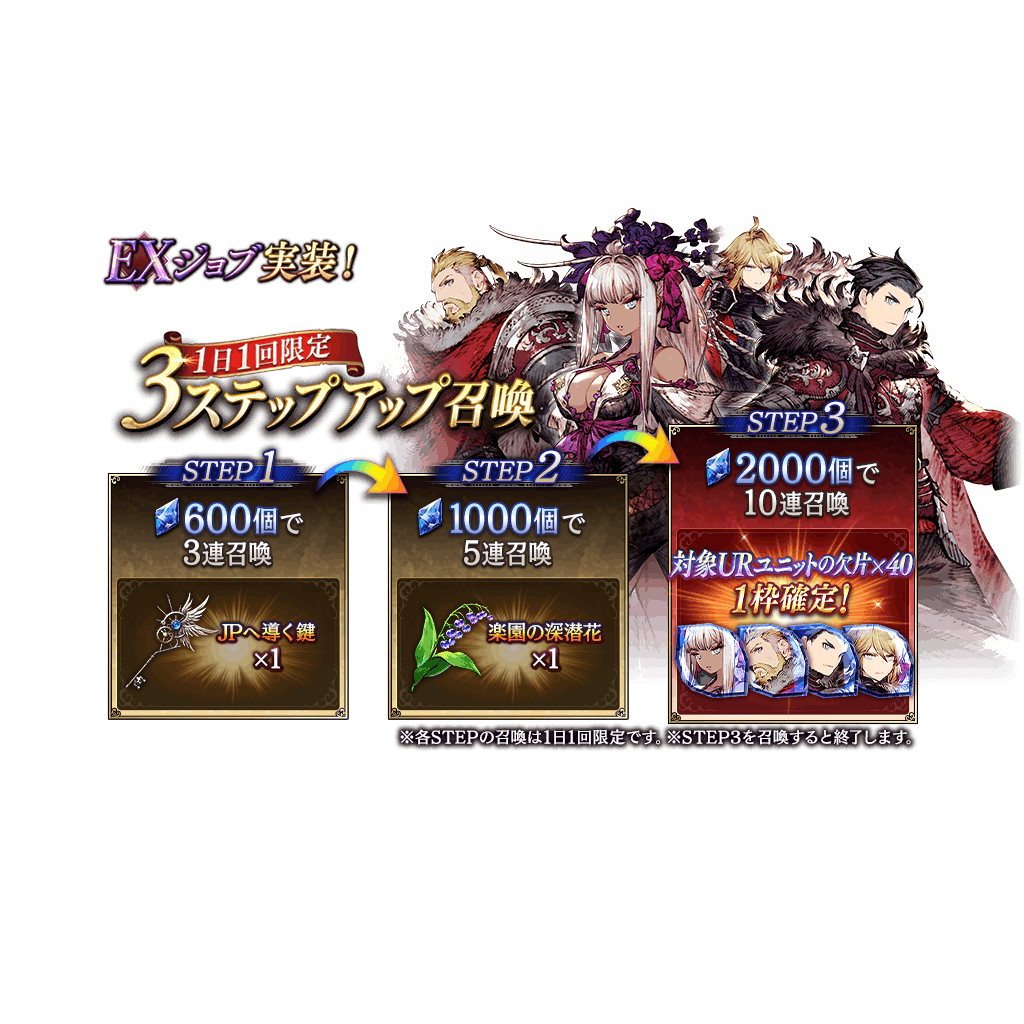 EXジョブ実装!
1日1回限定
3ステップアップ召喚
STEP1
600個で
3連召喚
JPへ導く鍵
×1
STEP2
1000個で
5連召喚
楽園の深潜花
×1
STEP3
2000個で
10連召喚
対象URユニットの欠片×40
1枠確定!
※各STEPの召喚は1日1回限定です。※STEP3を召喚すると終了します。